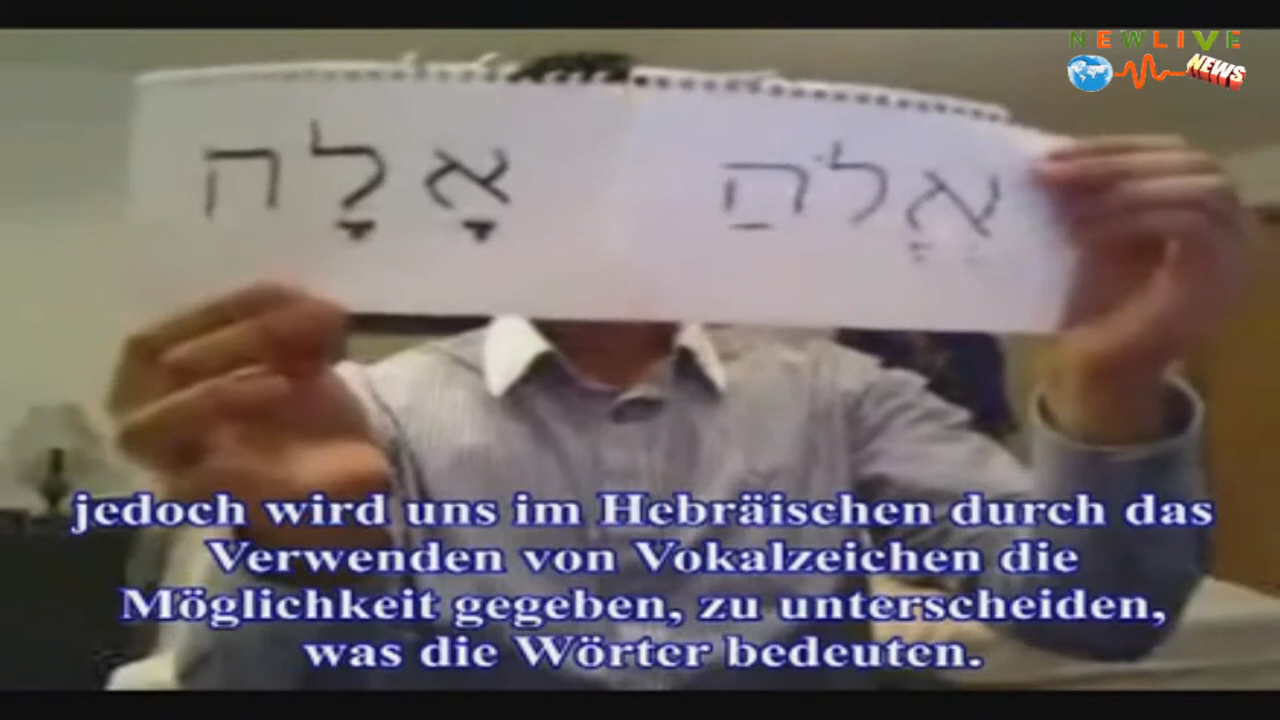 NEWLIVE
NEWS
אֱלֹהַ אָלָה
jedoch wird uns im Hebräischen durch das
Verwenden von Vokalzeichen die
Möglichkeit gegeben, zu unterscheiden,
was die Wörter bedeuten.